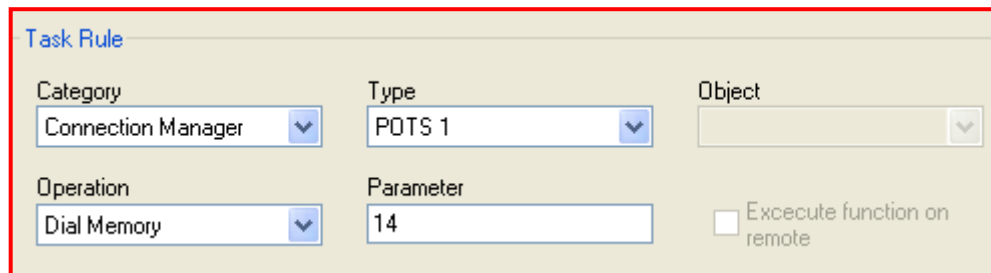 Task Rule
Category Type Object
Connection Manager POTS 1
Operation Parameter
Dial Memory 14
Excecute function on
remote